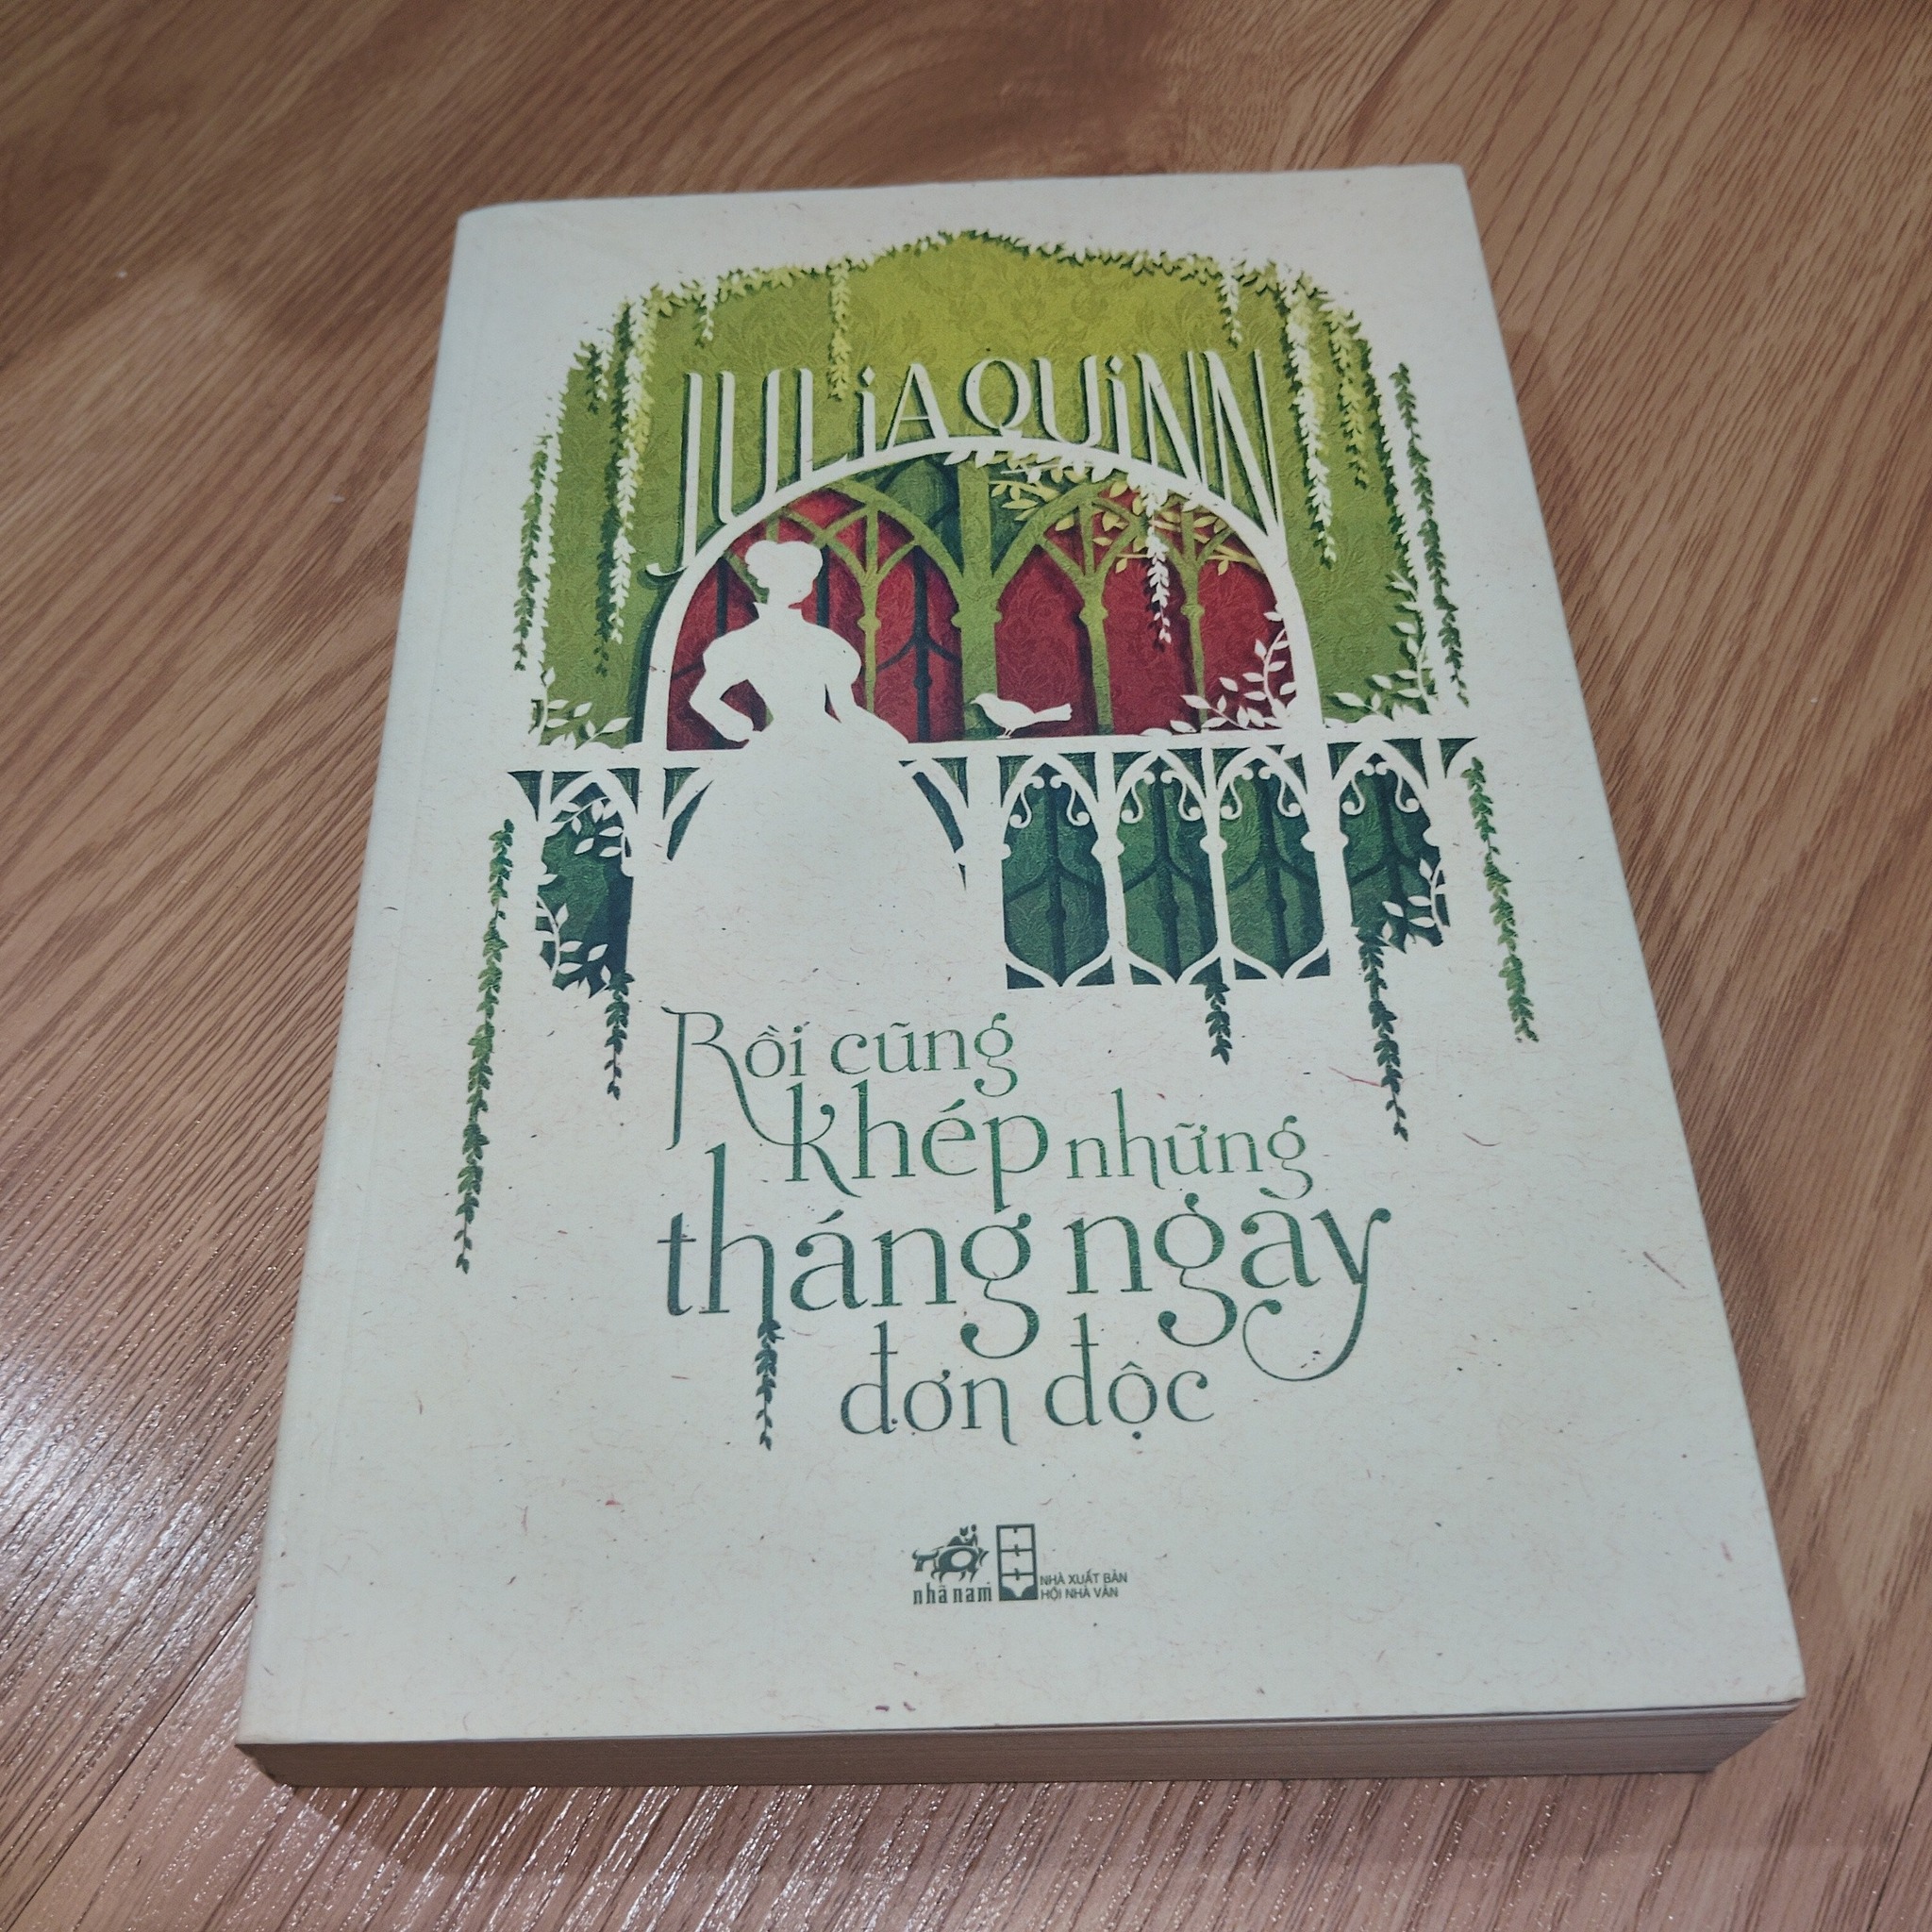 JULiA QUiNN
Rồi cũng
khép những
tháng ngày
đơn độc
nhã nam
NHÀ XUẤT BẢN
HỘI NHÀ VĂN